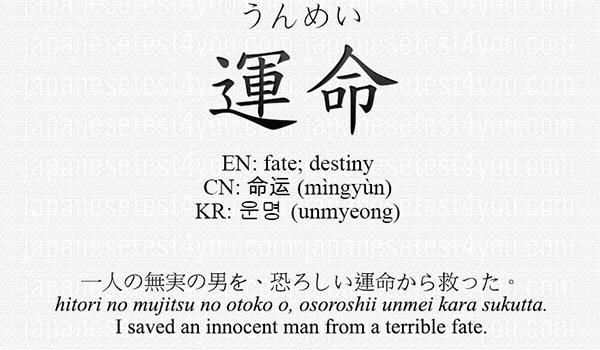 うんめい
運命
EN: fate; destiny
CN: 命运 (mìngyùn)
KR: 운명 (unmyeong)
一人の無実の男を、恐ろしい運命から救った。
hitori no mujitsu no otoko o, osoroshii unmei kara sukutta.
I saved an innocent man from a terrible fate.